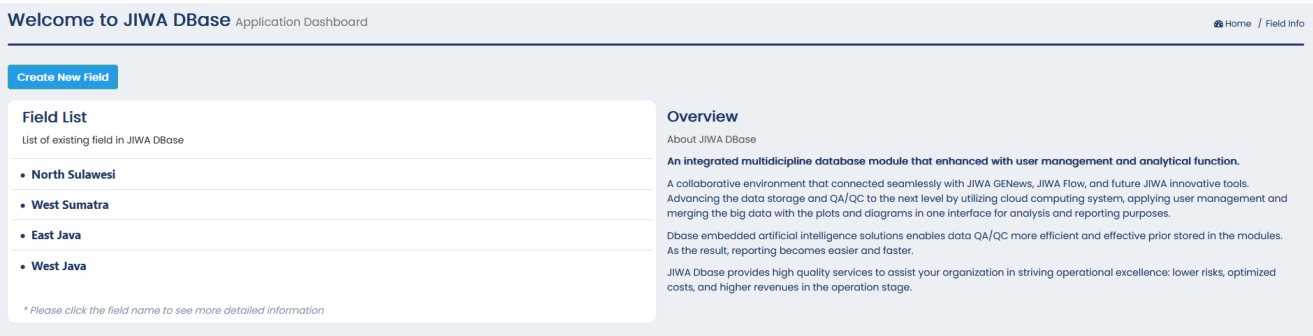 Welcome to JIWA DBase Application Dashboard
Home / Field Info
Create New Field
Field List
List of existing field in JIWA DBase
• North Sulawesi
• West Sumatra
• East Java
• West Java
* Please click the field name to see more detailed information
Overview
About JIWA DBase
An integrated multidicipline database module that enhanced with user management and analytical function.
A collaborative environment that connected seamlessly with JIWA GENews, JIWA Flow, and future JIWA innovative tools.
Advancing the data storage and QA/QC to the next level by utilizing cloud computing system, applying user management and
merging the big data with the plots and diagrams in one interface for analysis and reporting purposes.
Dbase embedded artificial intelligence solutions enables data QA/QC more efficient and effective prior stored in the modules.
As the result, reporting becomes easier and faster.
JIWA Dbase provides high quality services to assist your organization in striving operational excellence: lower risks, optimized
costs, and higher revenues in the operation stage.